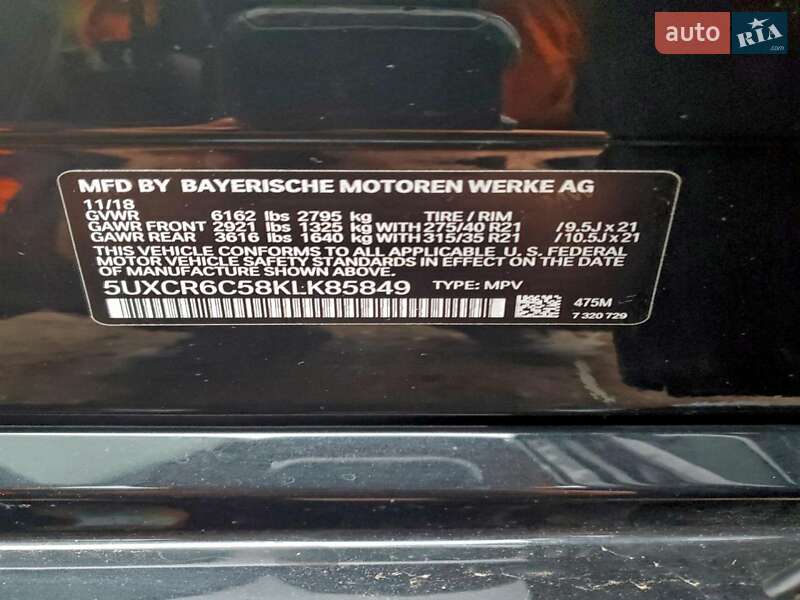 auto RIA .com
MFD BY BAYERISCHE MOTOREN WERKE AG
11/18
GVWR 6162 lbs 2795 kg TIRE / RIM
GAWR FRONT 2921 lbs 1325 kg WITH 275/40 R21 / 9.5J x 21
GAWR REAR 3616 lbs 1640 kg WITH 315/35 R21 / 10.5J x 21
THIS VEHICLE CONFORMS TO ALL APPLICABLE U. S. FEDERAL
MOTOR VEHICLE SAFETY STANDARDS IN EFFECT ON THE DATE
OF MANUFACTURE SHOWN ABOVE.
5UXCR6C58KLK85849 TYPE: MPV
475M
7 320 729